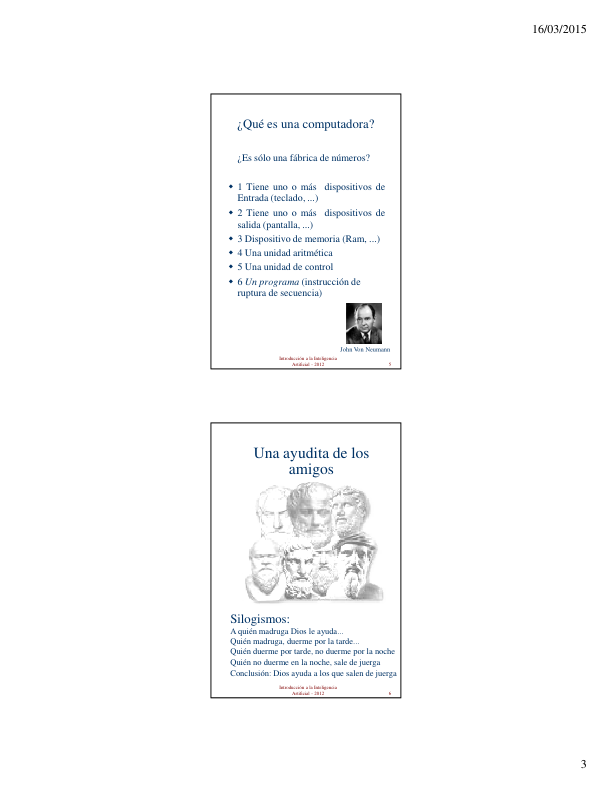 16/03/2015
¿Qué es una computadora?
¿Es sólo una fábrica de números?
1 Tiene uno o más dispositivos de
Entrada (teclado, ...)
2 Tiene uno o más dispositivos de
salida (pantalla, ...)
3 Dispositivo de memoria (Ram, ...)
4 Una unidad aritmética
5 Una unidad de control
6 Un programa (instrucción de
ruptura de secuencia)
John Von Neumann
Introducción a la Inteligencia
Artificial - 2012
5
Una ayudita de los
amigos
Silogismos:
A quién madruga Dios le ayuda...
Quién madruga, duerme por la tarde...
Quién duerme por tarde, no duerme por la noche
Quién no duerme en la noche, sale de juerga
Conclusión: Dios ayuda a los que salen de juerga
Introducción a la Inteligencia
Artificial - 2012
6
3